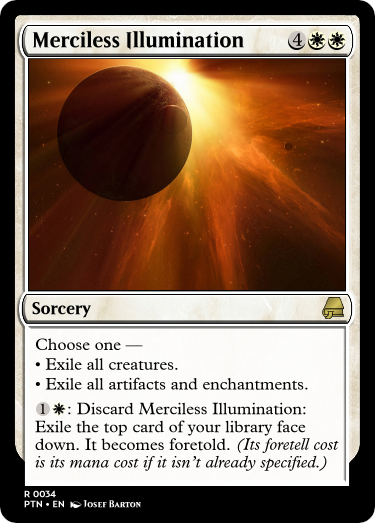 Merciless Illumination 4
Sorcery
Choose one —
• Exile all creatures.
• Exile all artifacts and enchantments.
1 : Discard Merciless Illumination:
Exile the top card of your library face
down. It becomes foretold. (Its foretell cost
is its mana cost if it isn't already specified.)
R 0034
PTN • EN Josef Barton